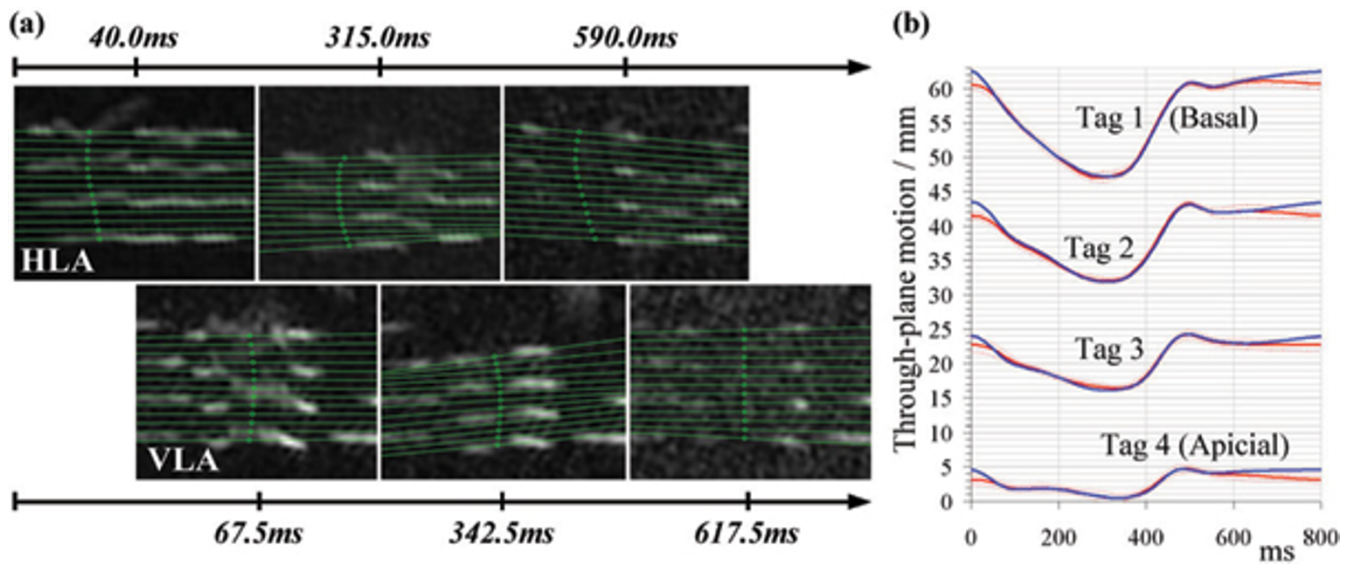 (a)
40.0ms 315.0ms 590.0ms
HLA
VLA
67.5ms 342.5ms 617.5ms
(b)
Through-plane motion / mm
60
55
50
45
40
35
30
25
20
15
10
5
0
Tag 1 (Basal)
Tag 2
Tag 3
Tag 4 (Apicial)
0 200 400 600 800
ms